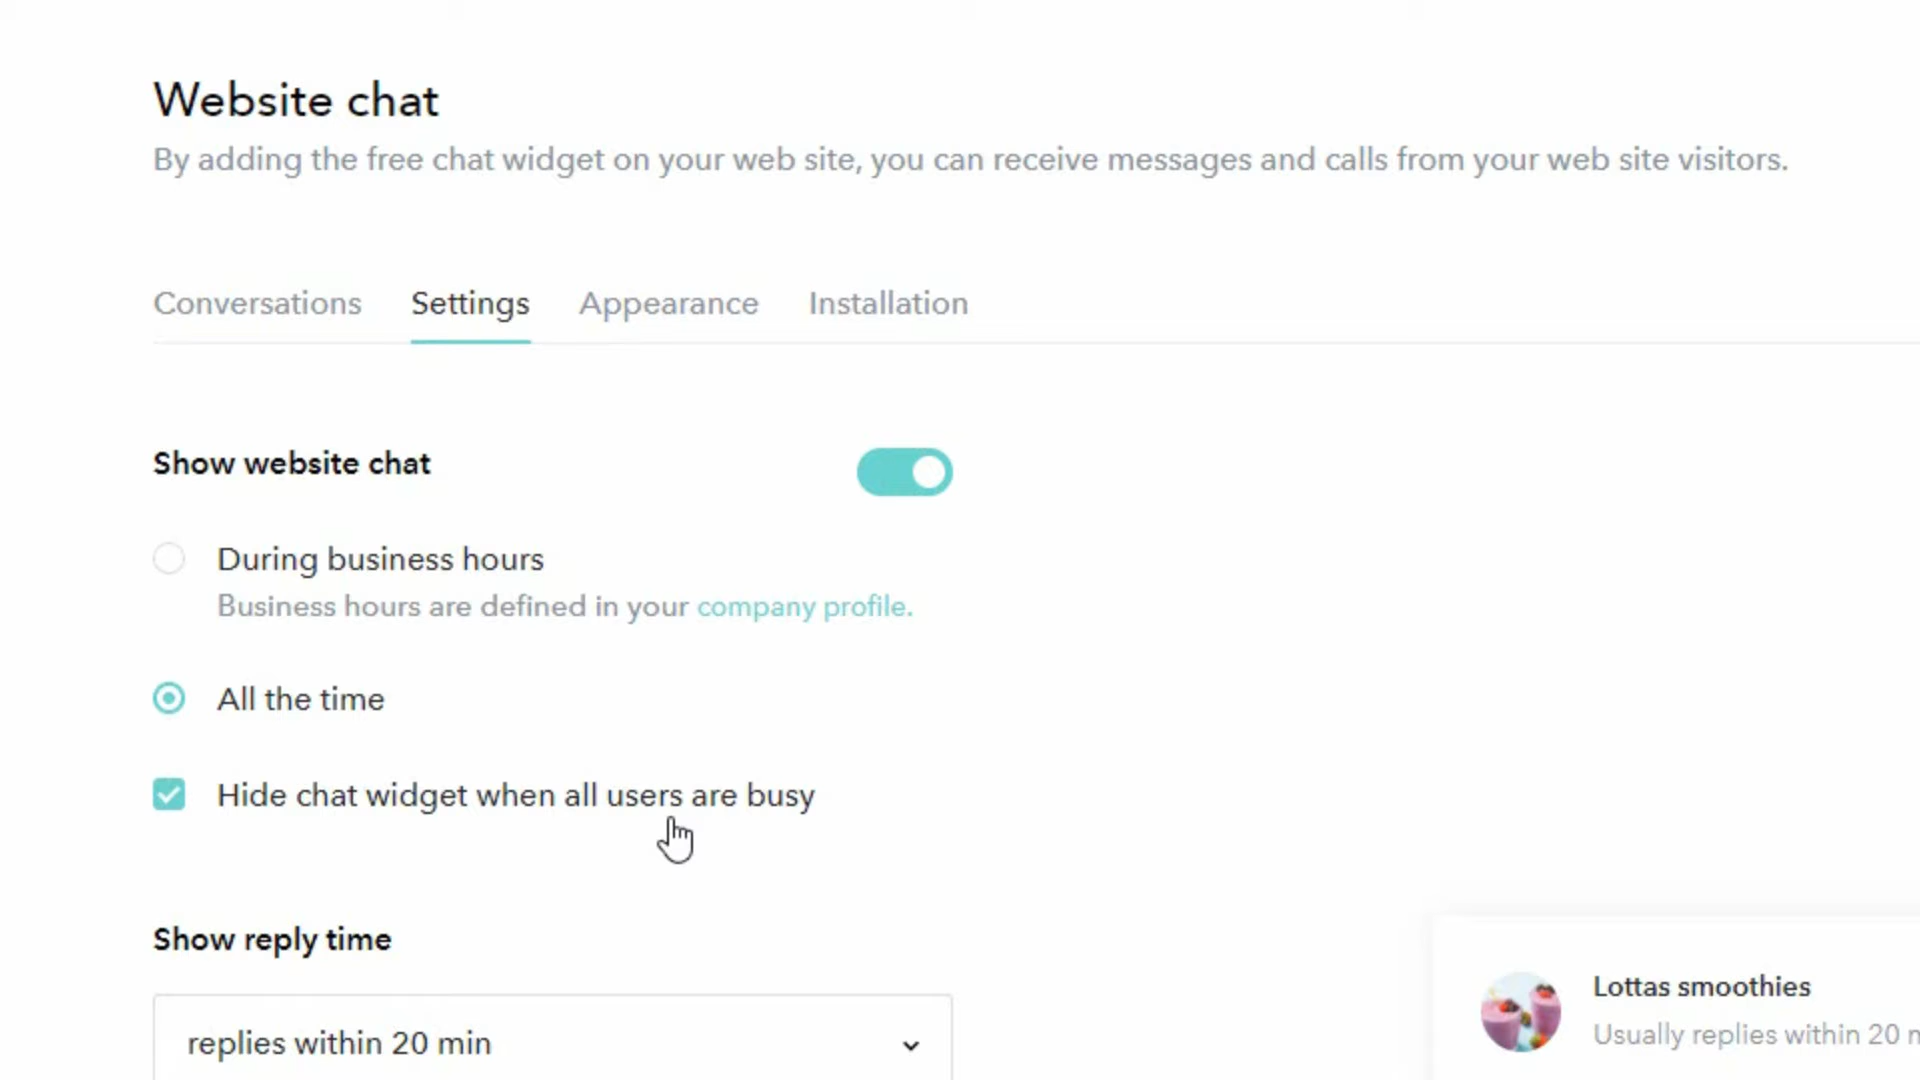 Website chat
By adding the free chat widget on your web site, you can receive messages and calls from your web site visitors.
Conversations Settings Appearance Installation
Show website chat
During business hours
Business hours are defined in your company profile.
All the time
Hide chat widget when all users are busy
Show reply time
replies within 20 min
Lottas smoothies
Usually replies within 20